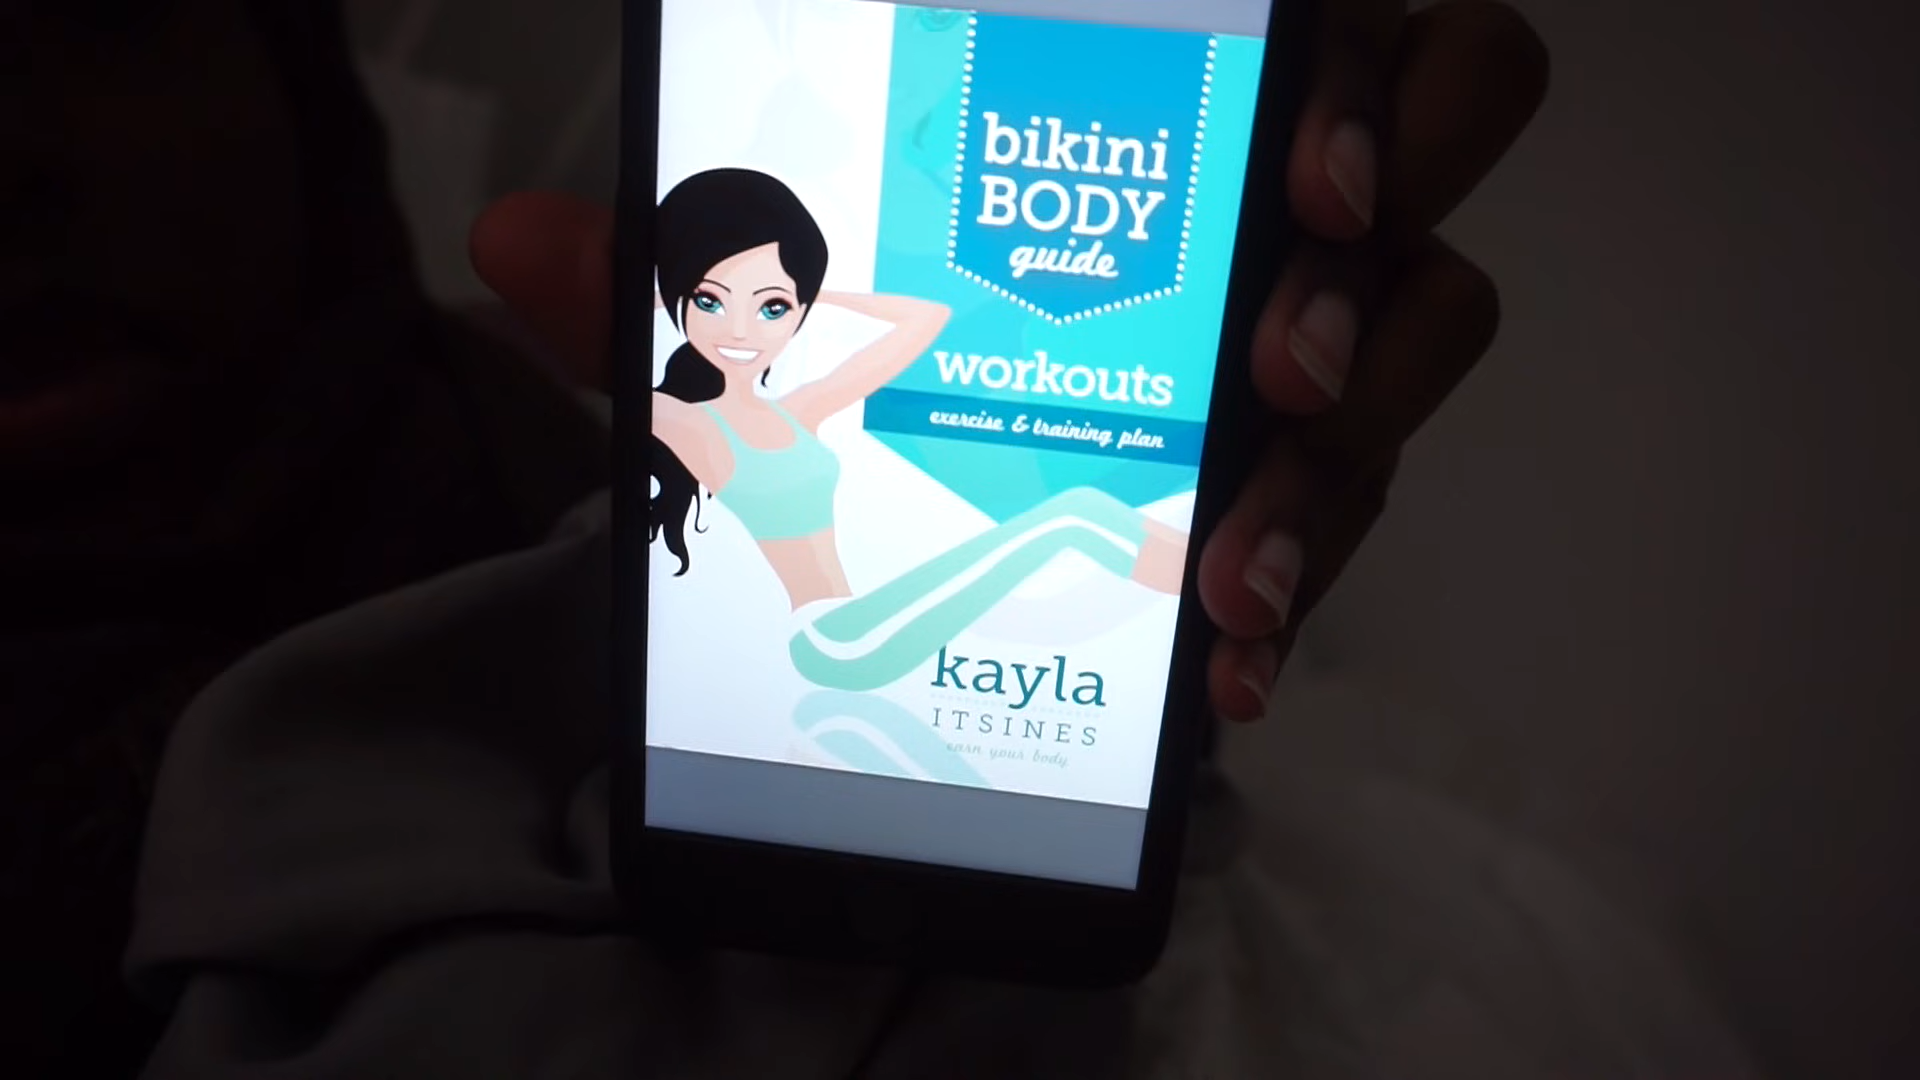 bikini
BODY
guide
workouts
exercise & training plan
kayla
ITSINES
earn your body